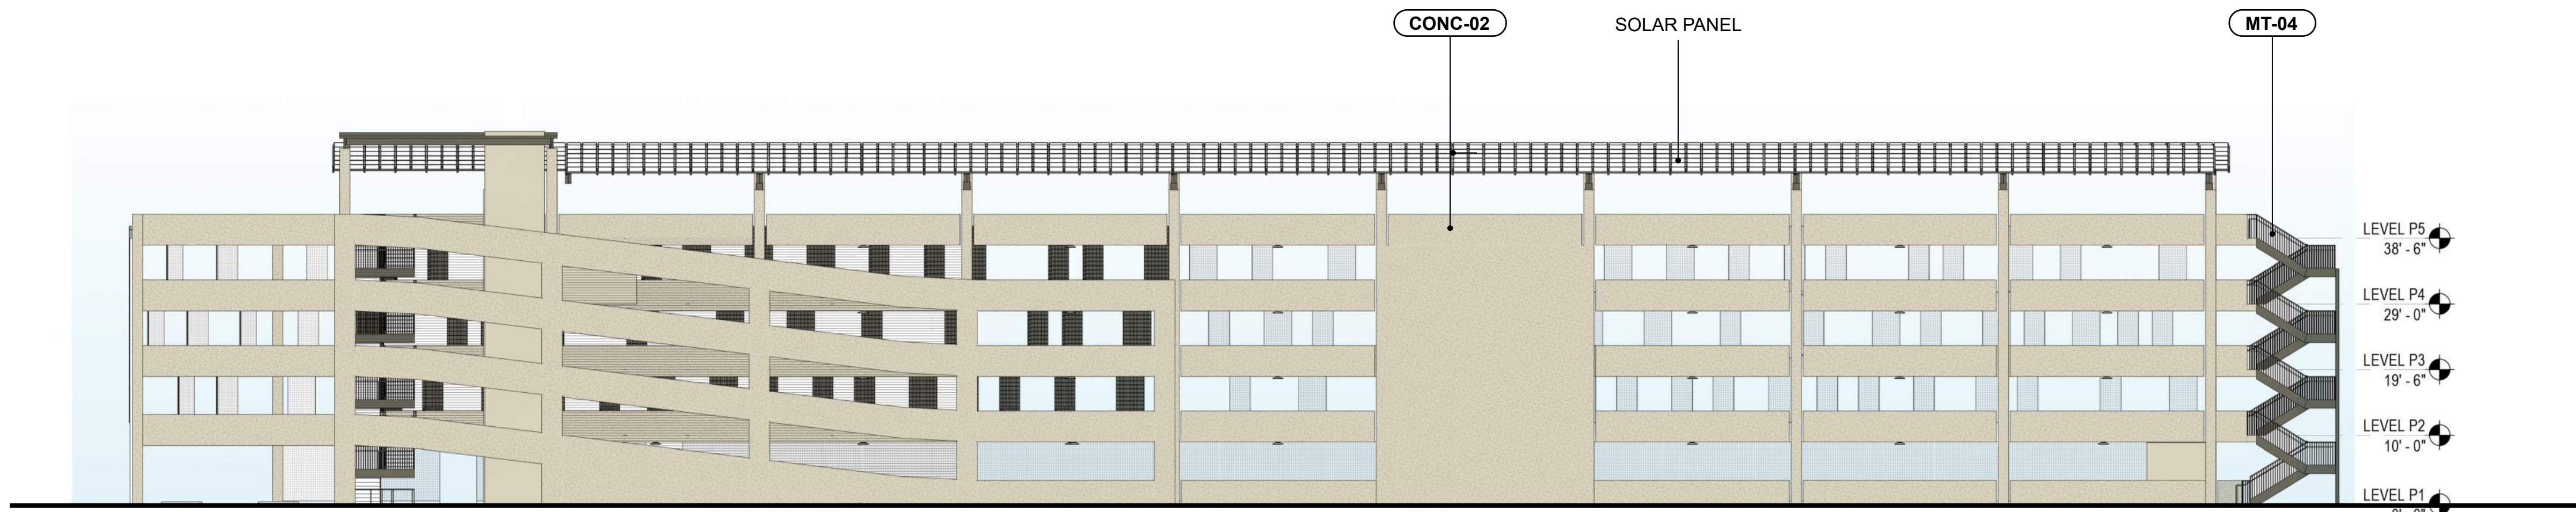 CONC-02
SOLAR PANEL
MT-04
LEVEL P5
38' - 6"
LEVEL P4
29' - 0"
LEVEL P3
19' - 6"
LEVEL P2
10' - 0"
LEVEL P1